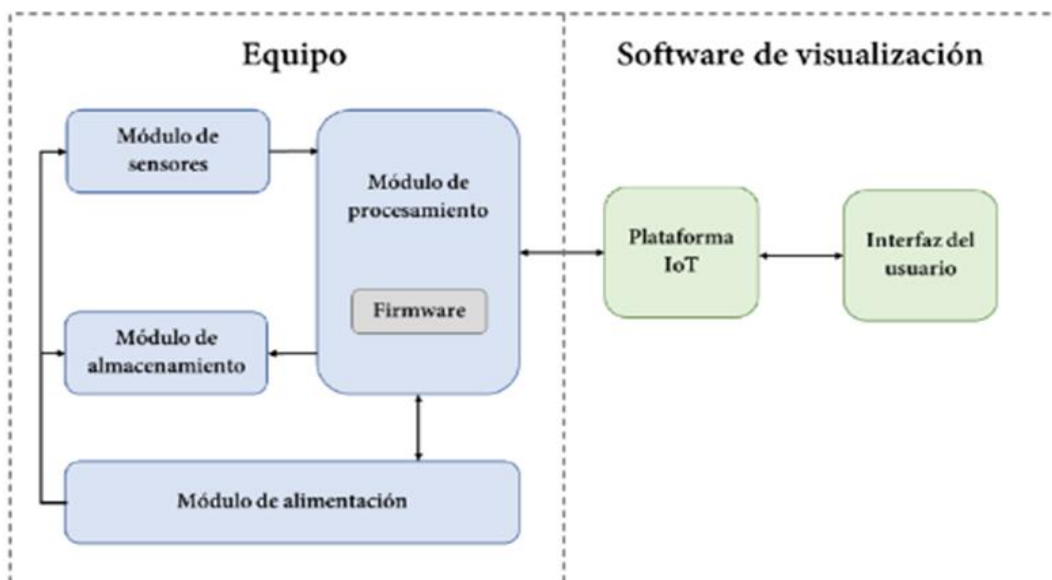 Equipo
Módulo de
sensores
Módulo de
procesamiento
Firmware
Módulo de
almacenamiento
Módulo de alimentación
Software de visualización
Plataforma
IoT
Interfaz del
usuario